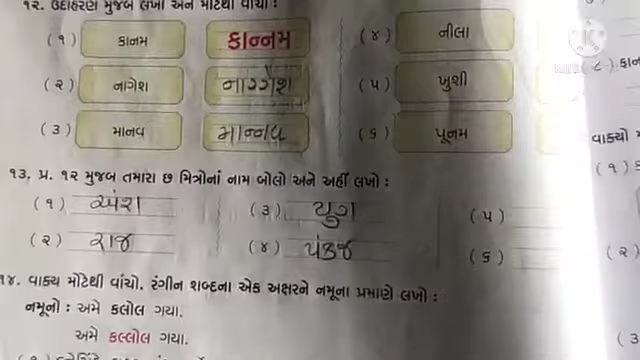 ૧૨. ઉદાહરણ મુજબ લખો અને મોટેથી વાંચો :
(૧) કાનમ કાન્નમ (૪) નીલા
(૨) નાગેશ નાગ્ગેશ (૫) ખુશી
(૩) માનવ માન્નવ (૬) પૂનમ
વાક્યો
૧૩. પ્ર. ૧૨ મુજબ તમારા છ મિત્રોનાં નામ બોલો અને અહીં લખો :
(૧) અંશ (૩) યુગ (૫)
(૨) રાજ (૪) પંકજ (૬)
(૨)
૧૪. વાક્ય મોટેથી વાંચો. રંગીન શબ્દના એક અક્ષરને નમૂના પ્રમાણે લખો :
નમૂનો : અમે કલોલ ગયા.
અમે કલ્લોલ ગયા.
(૩